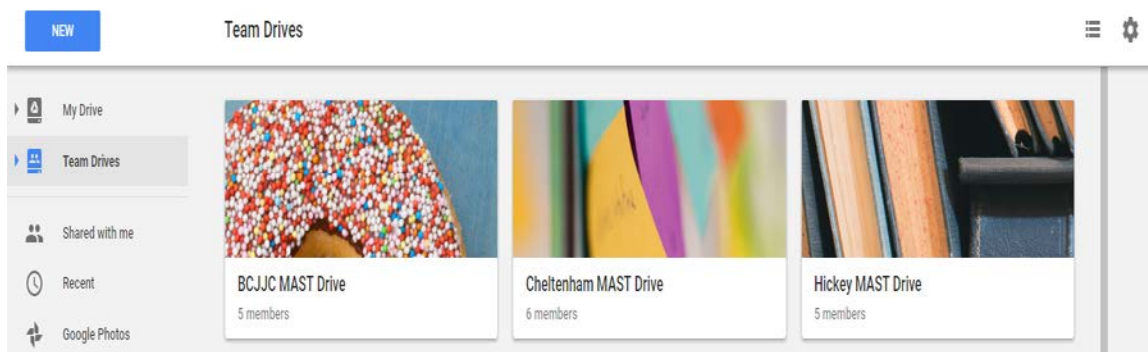 NEW
Team Drives
My Drive
Team Drives
Shared with me
Recent
Google Photos
BCJJC MAST Drive
5 members
Cheltenham MAST Drive
6 members
Hickey MAST Drive
5 members